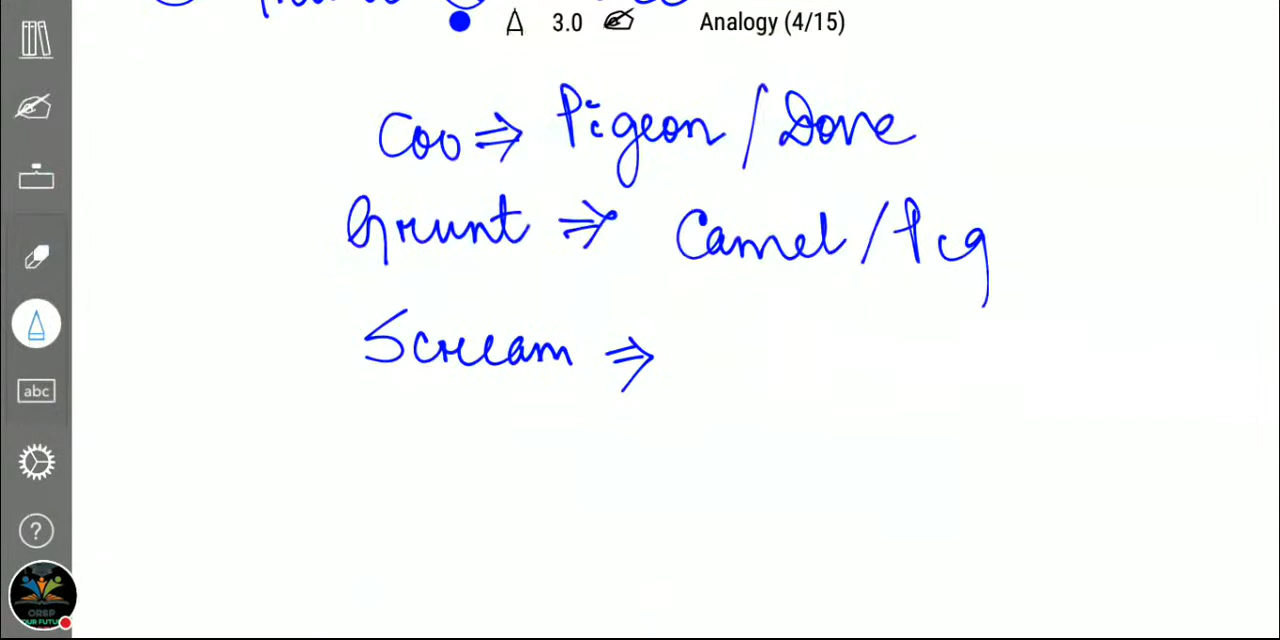 3.0 Analogy (4/15)
Coo ⇒ Pigeon / Dove
Grunt ⇒ Camel / Pig
Scream ⇒
abc
?